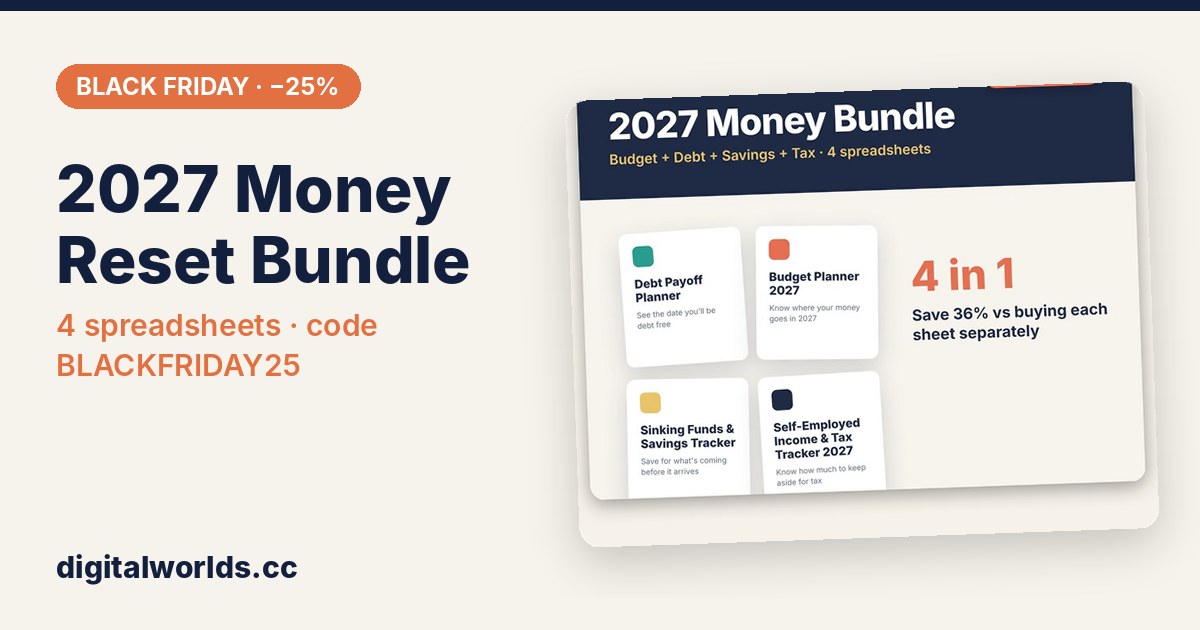 BLACK FRIDAY · −25%
2027 Money
Reset Bundle
4 spreadsheets · code
BLACKFRIDAY25
digitalworlds.cc
2027 Money Bundle
Budget + Debt + Savings + Tax · 4 spreadsheets
Debt Payoff
Planner
See the date you'll be
debt free
Budget Planner
2027
Know where your money
goes in 2027
4 in 1
Save 36% vs buying each
sheet separately
Sinking Funds &
Savings Tracker
Save for what's coming
before it arrives
Self-Employed
Income & Tax
Tracker 2027
Know how much to keep
aside for tax